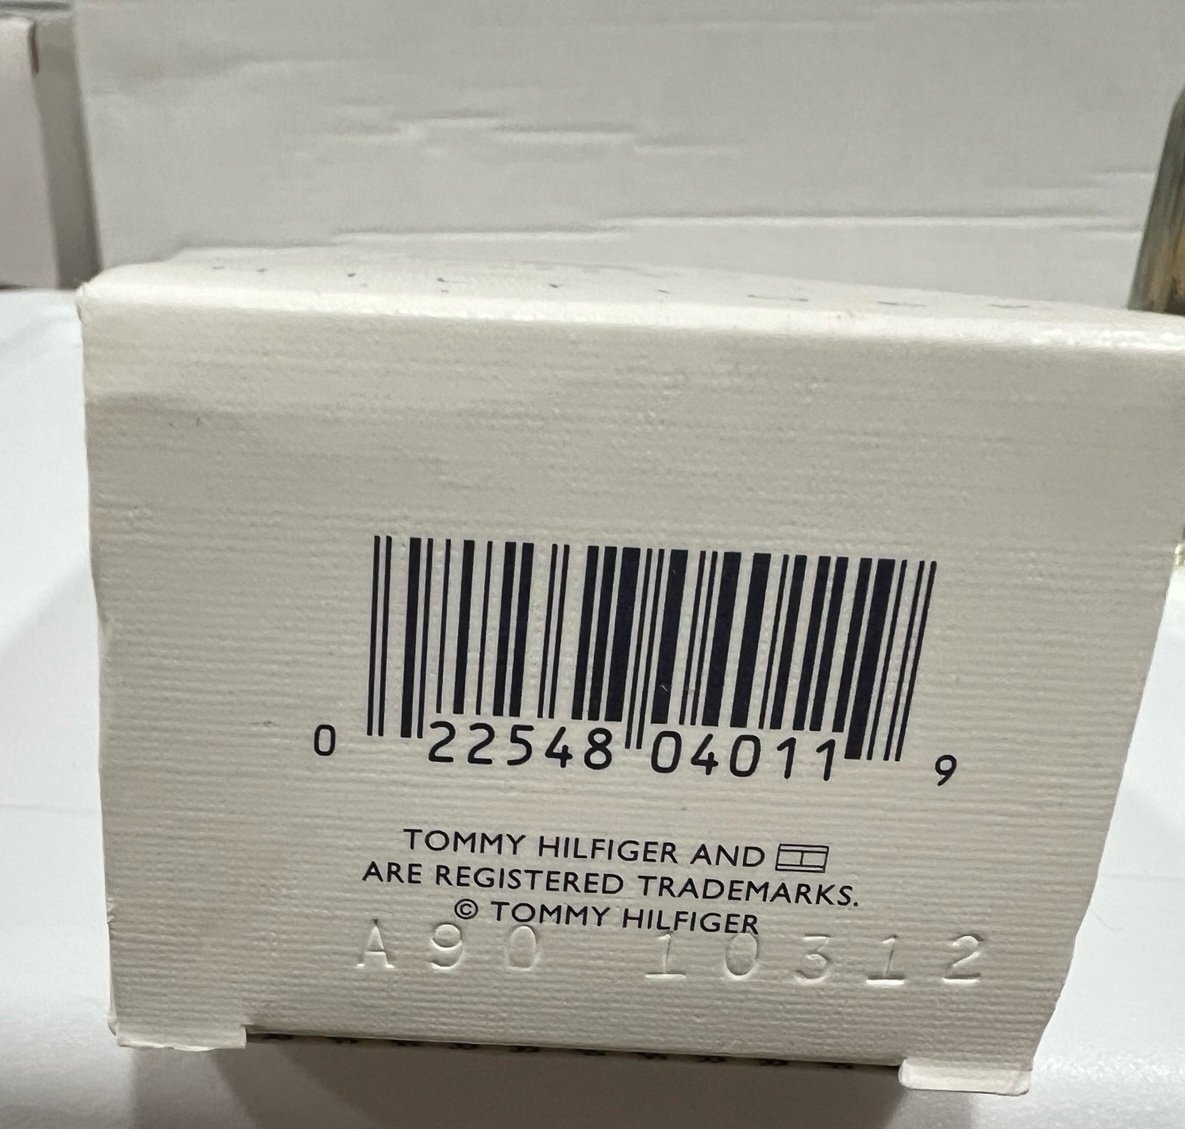 0 22548 04011 9
TOMMY HILFIGER AND
ARE REGISTERED TRADEMARKS.
© TOMMY HILFIGER
A90 10312